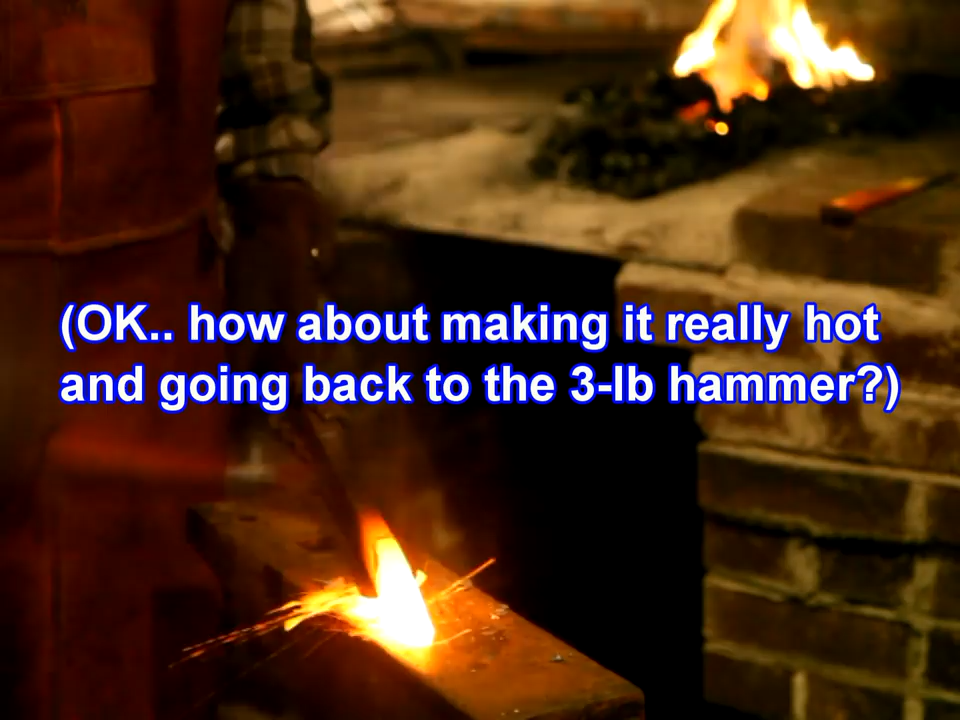 (OK.. how about making it really hot
and going back to the 3-lb hammer?)